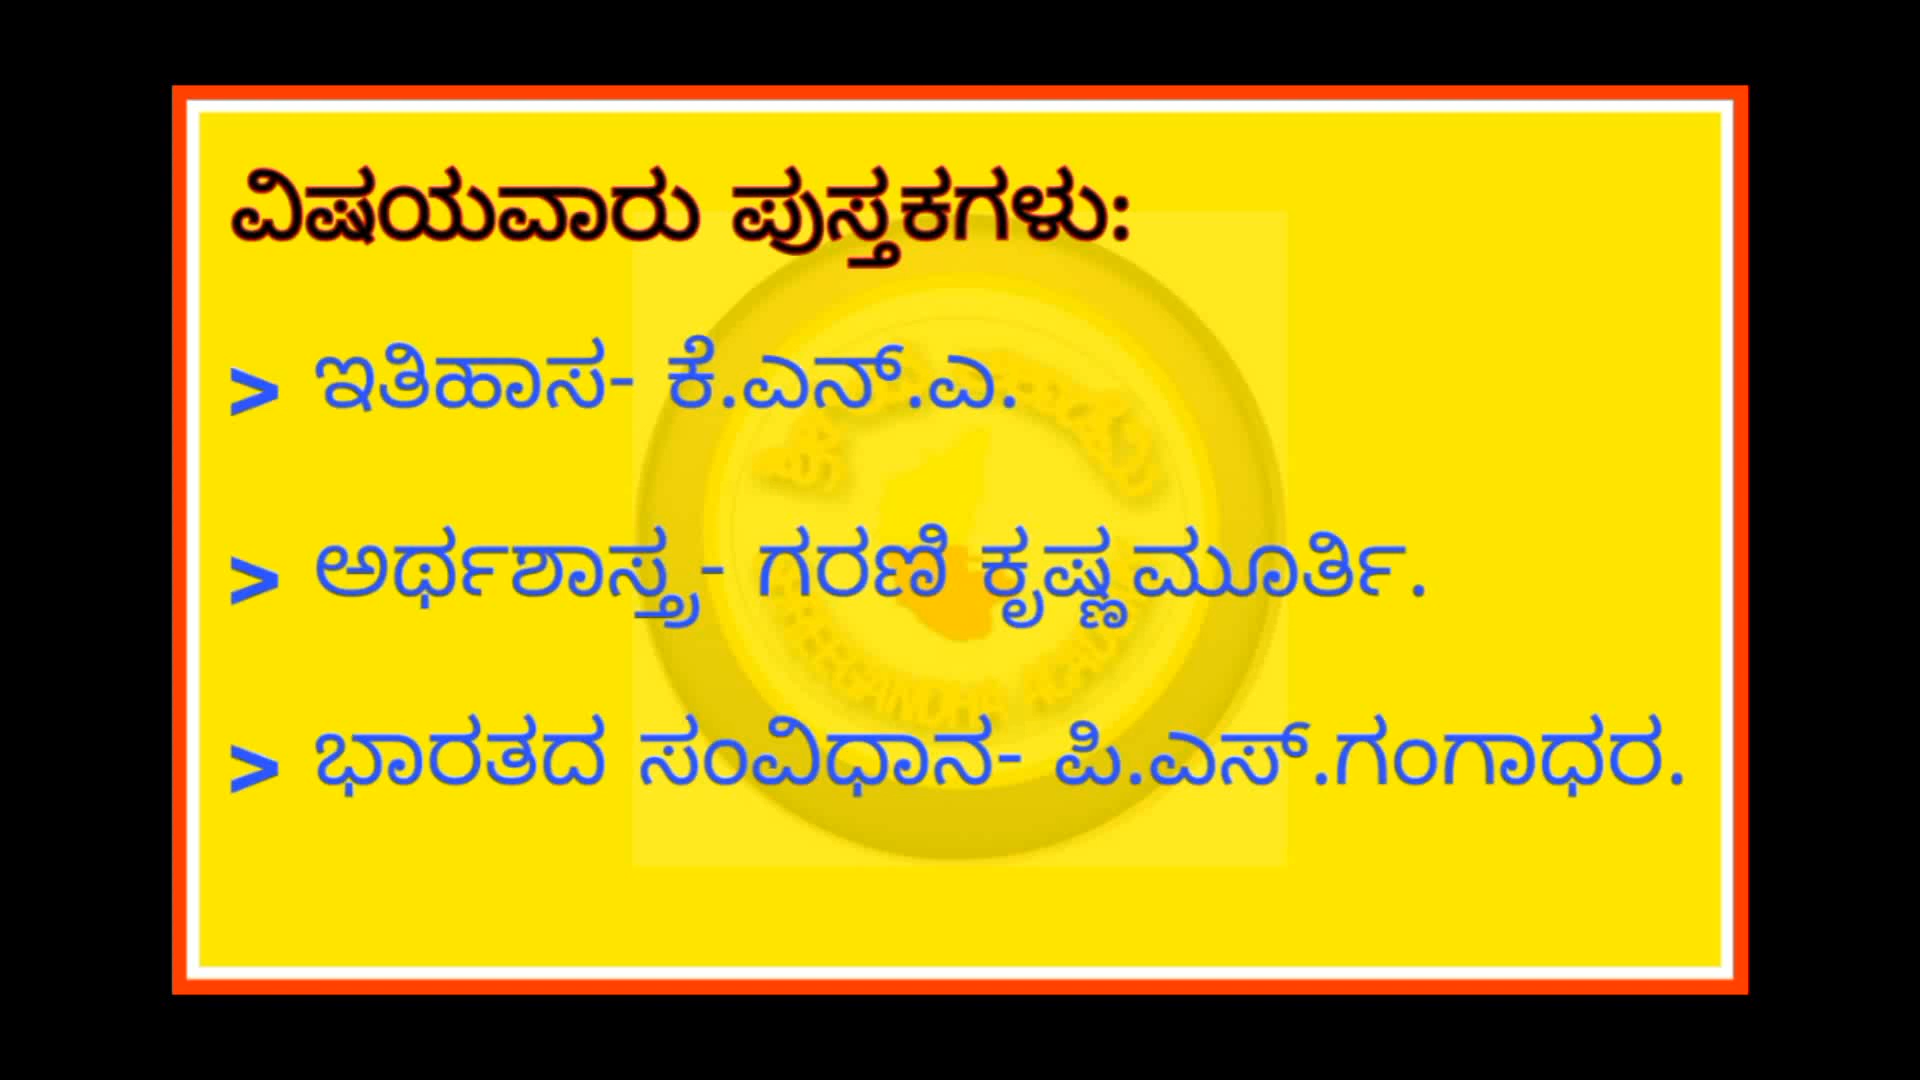 ವಿಷಯವಾರು ಪುಸ್ತಕಗಳು:
> ಇತಿಹಾಸ- ಕೆ.ಎನ್.ಎ.
> ಅರ್ಥಶಾಸ್ತ್ರ- ಗರಣಿ ಕೃಷ್ಣಮೂರ್ತಿ.
> ಭಾರತದ ಸಂವಿಧಾನ- ಪಿ.ಎಸ್.ಗಂಗಾಧರ.